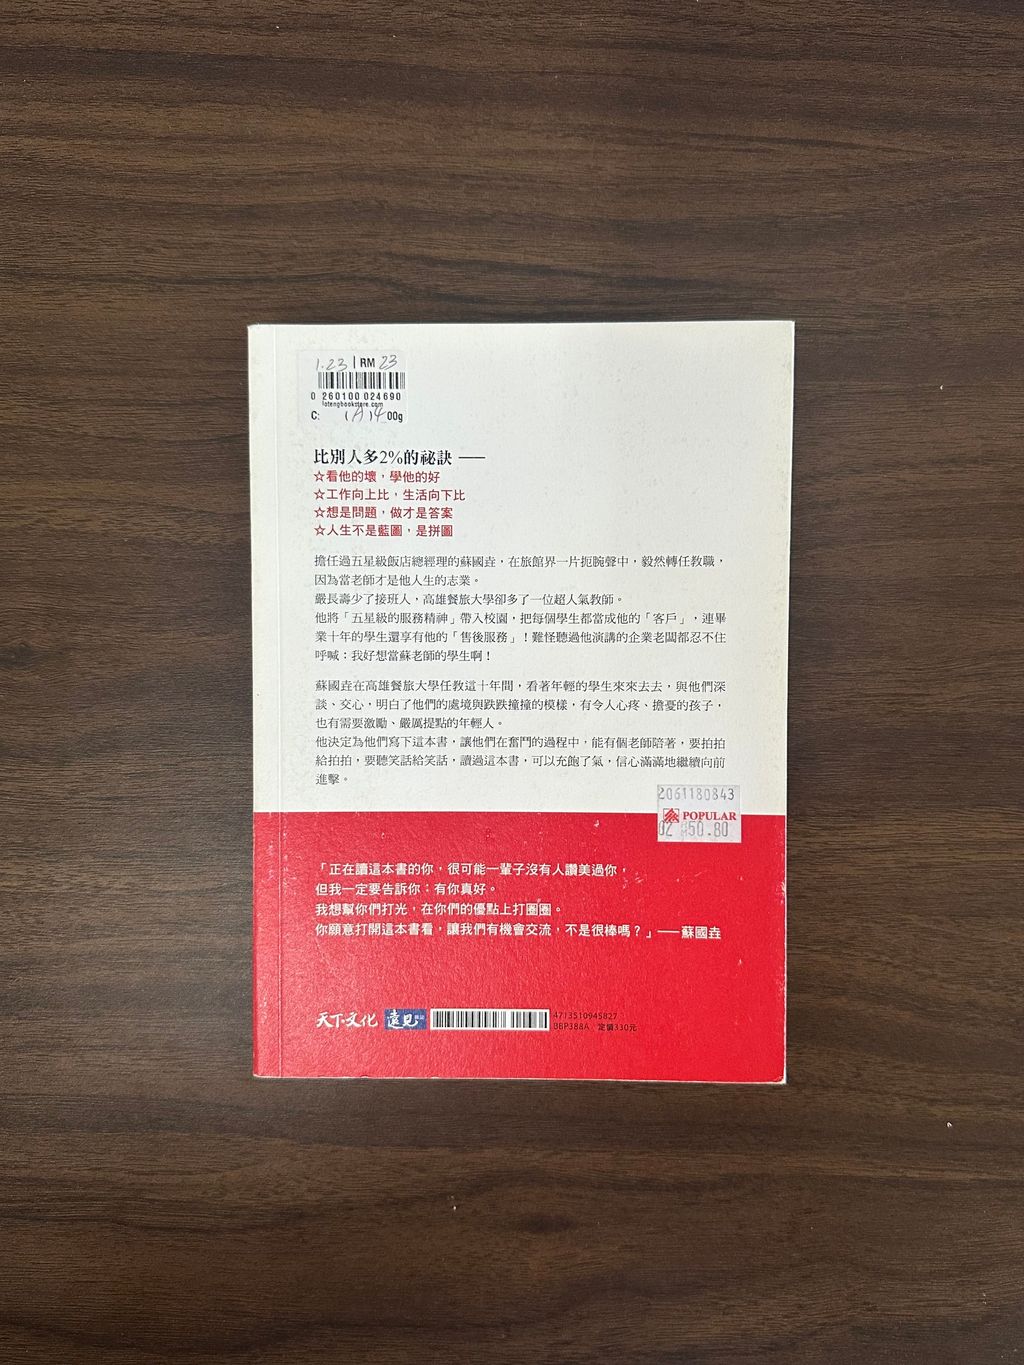 1.23 | RM 23
0 260100 024690
lotengbookstore.com
C: (A)4.00g
比別人多2%的祕訣 ——
☆看他的壞，學他的好
☆工作向上比，生活向下比
☆想是問題，做才是答案
☆人生不是藍圖，是拼圖
擔任過五星級飯店總經理的蘇國垚，在旅館界一片扼腕聲中，毅然轉任教職，
因為當老師才是他人生的志業。
嚴長壽少了接班人，高雄餐旅大學卻多了一位超人氣教師。
他將「五星級的服務精神」帶入校園，把每個學生都當成他的「客戶」，連畢
業十年的學生還享有他的「售後服務」！難怪聽過他演講的企業老闆都忍不住
呼喊：我好想當蘇老師的學生啊！
蘇國垚在高雄餐旅大學任教這十年間，看著年輕的學生來來去去，與他們深
談、交心，明白了他們的處境與跌跌撞撞的模樣，有令人心疼、擔憂的孩子，
也有需要激勵、嚴厲提點的年輕人。
他決定為他們寫下這本書，讓他們在奮鬥的過程中，能有個老師陪著，要拍拍
給拍拍，要聽笑話給笑話，讀過這本書，可以充飽了氣，信心滿滿地繼續向前
進擊。
2061180843
POPULAR
02 50.80
「正在讀這本書的你，很可能一輩子沒有人讚美過你，
但我一定要告訴你：有你真好。
我想幫你們打光，在你們的優點上打圈圈。
你願意打開這本書看，讓我們有機會交流，不是很棒嗎？」——蘇國垚
天下文化 遠見 4713510945827
BBP388A 定價330元